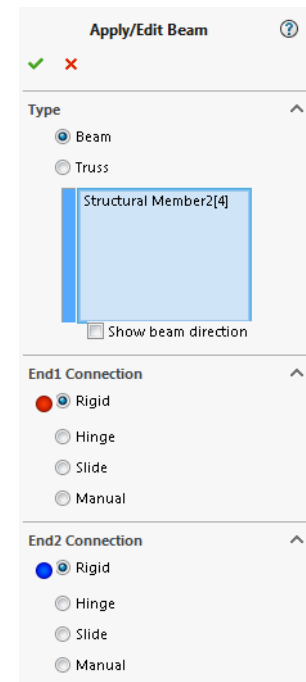 Apply/Edit Beam
?
Type
Beam
Truss
Structural Member2[4]
Show beam direction
End1 Connection
Rigid
Hinge
Slide
Manual
End2 Connection
Rigid
Hinge
Slide
Manual